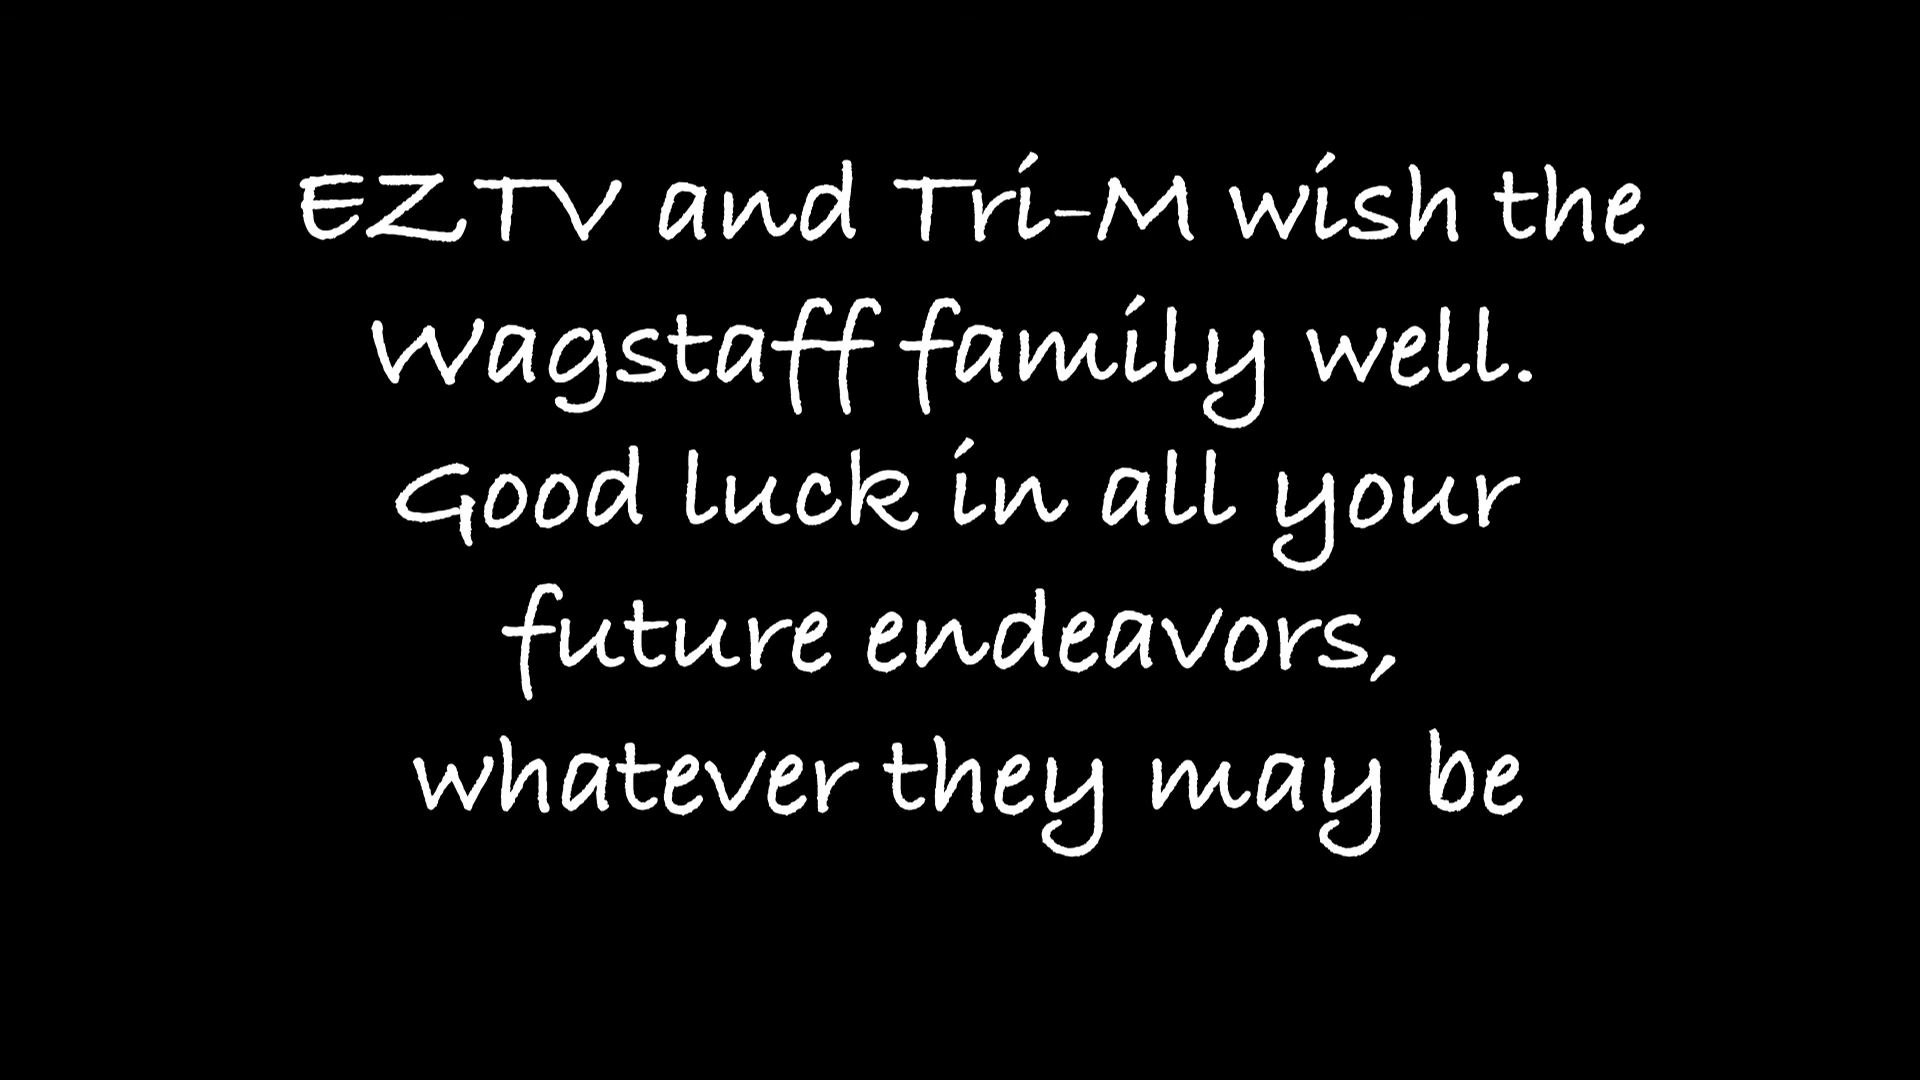 EZTV and Tri-M wish the
Wagstaff family well.
Good luck in all your
future endeavors,
whatever they may be